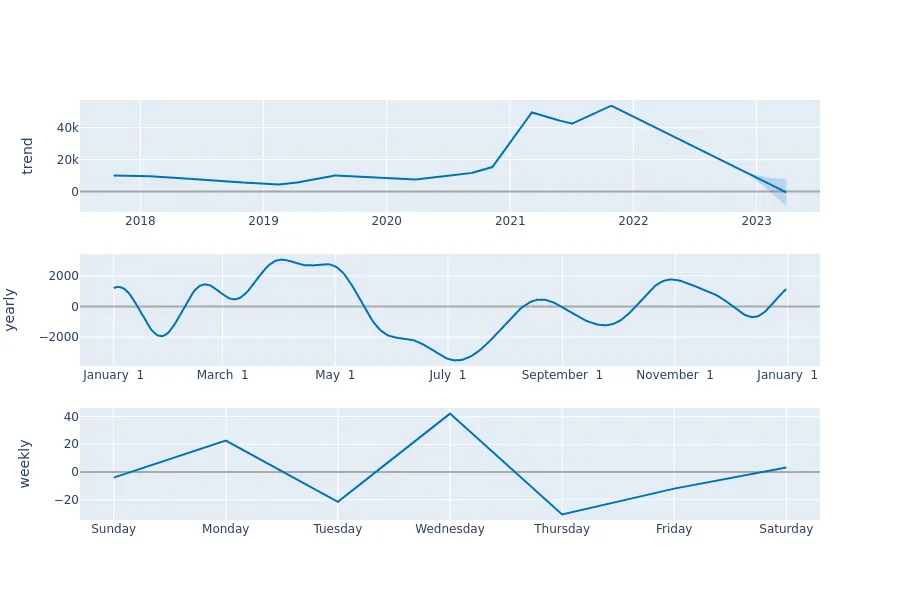 trend
40k
20k
0
2018 2019 2020 2021 2022 2023
yearly
2000
0
−2000
January 1 March 1 May 1 July 1 September 1 November 1 January 1
weekly
40
20
0
−20
Sunday Monday Tuesday Wednesday Thursday Friday Saturday